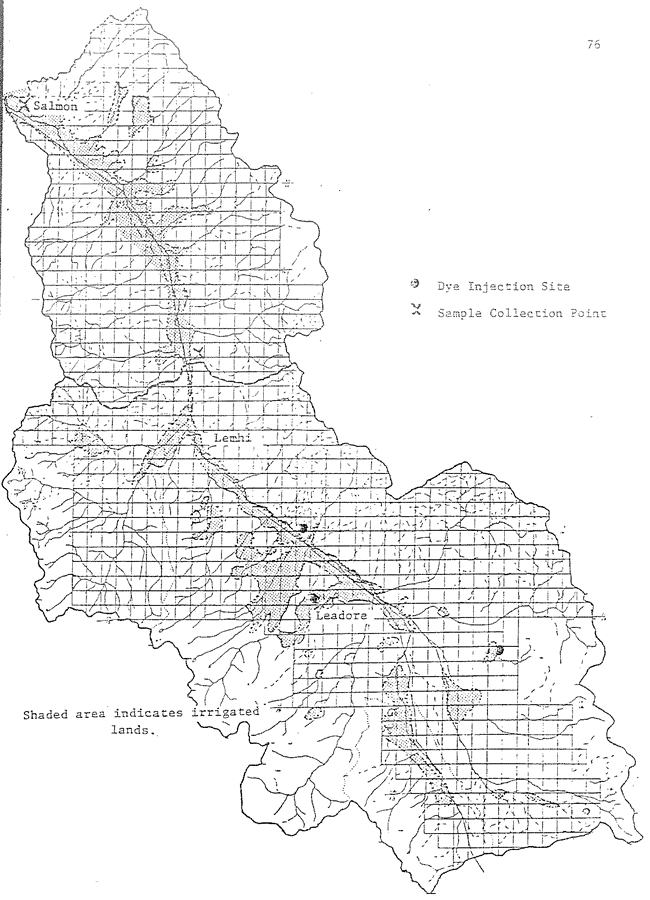 76
Salmon
Dye Injection Site
Sample Collection Point
Lemhi
Leadore
Shaded area indicates irrigated
lands.